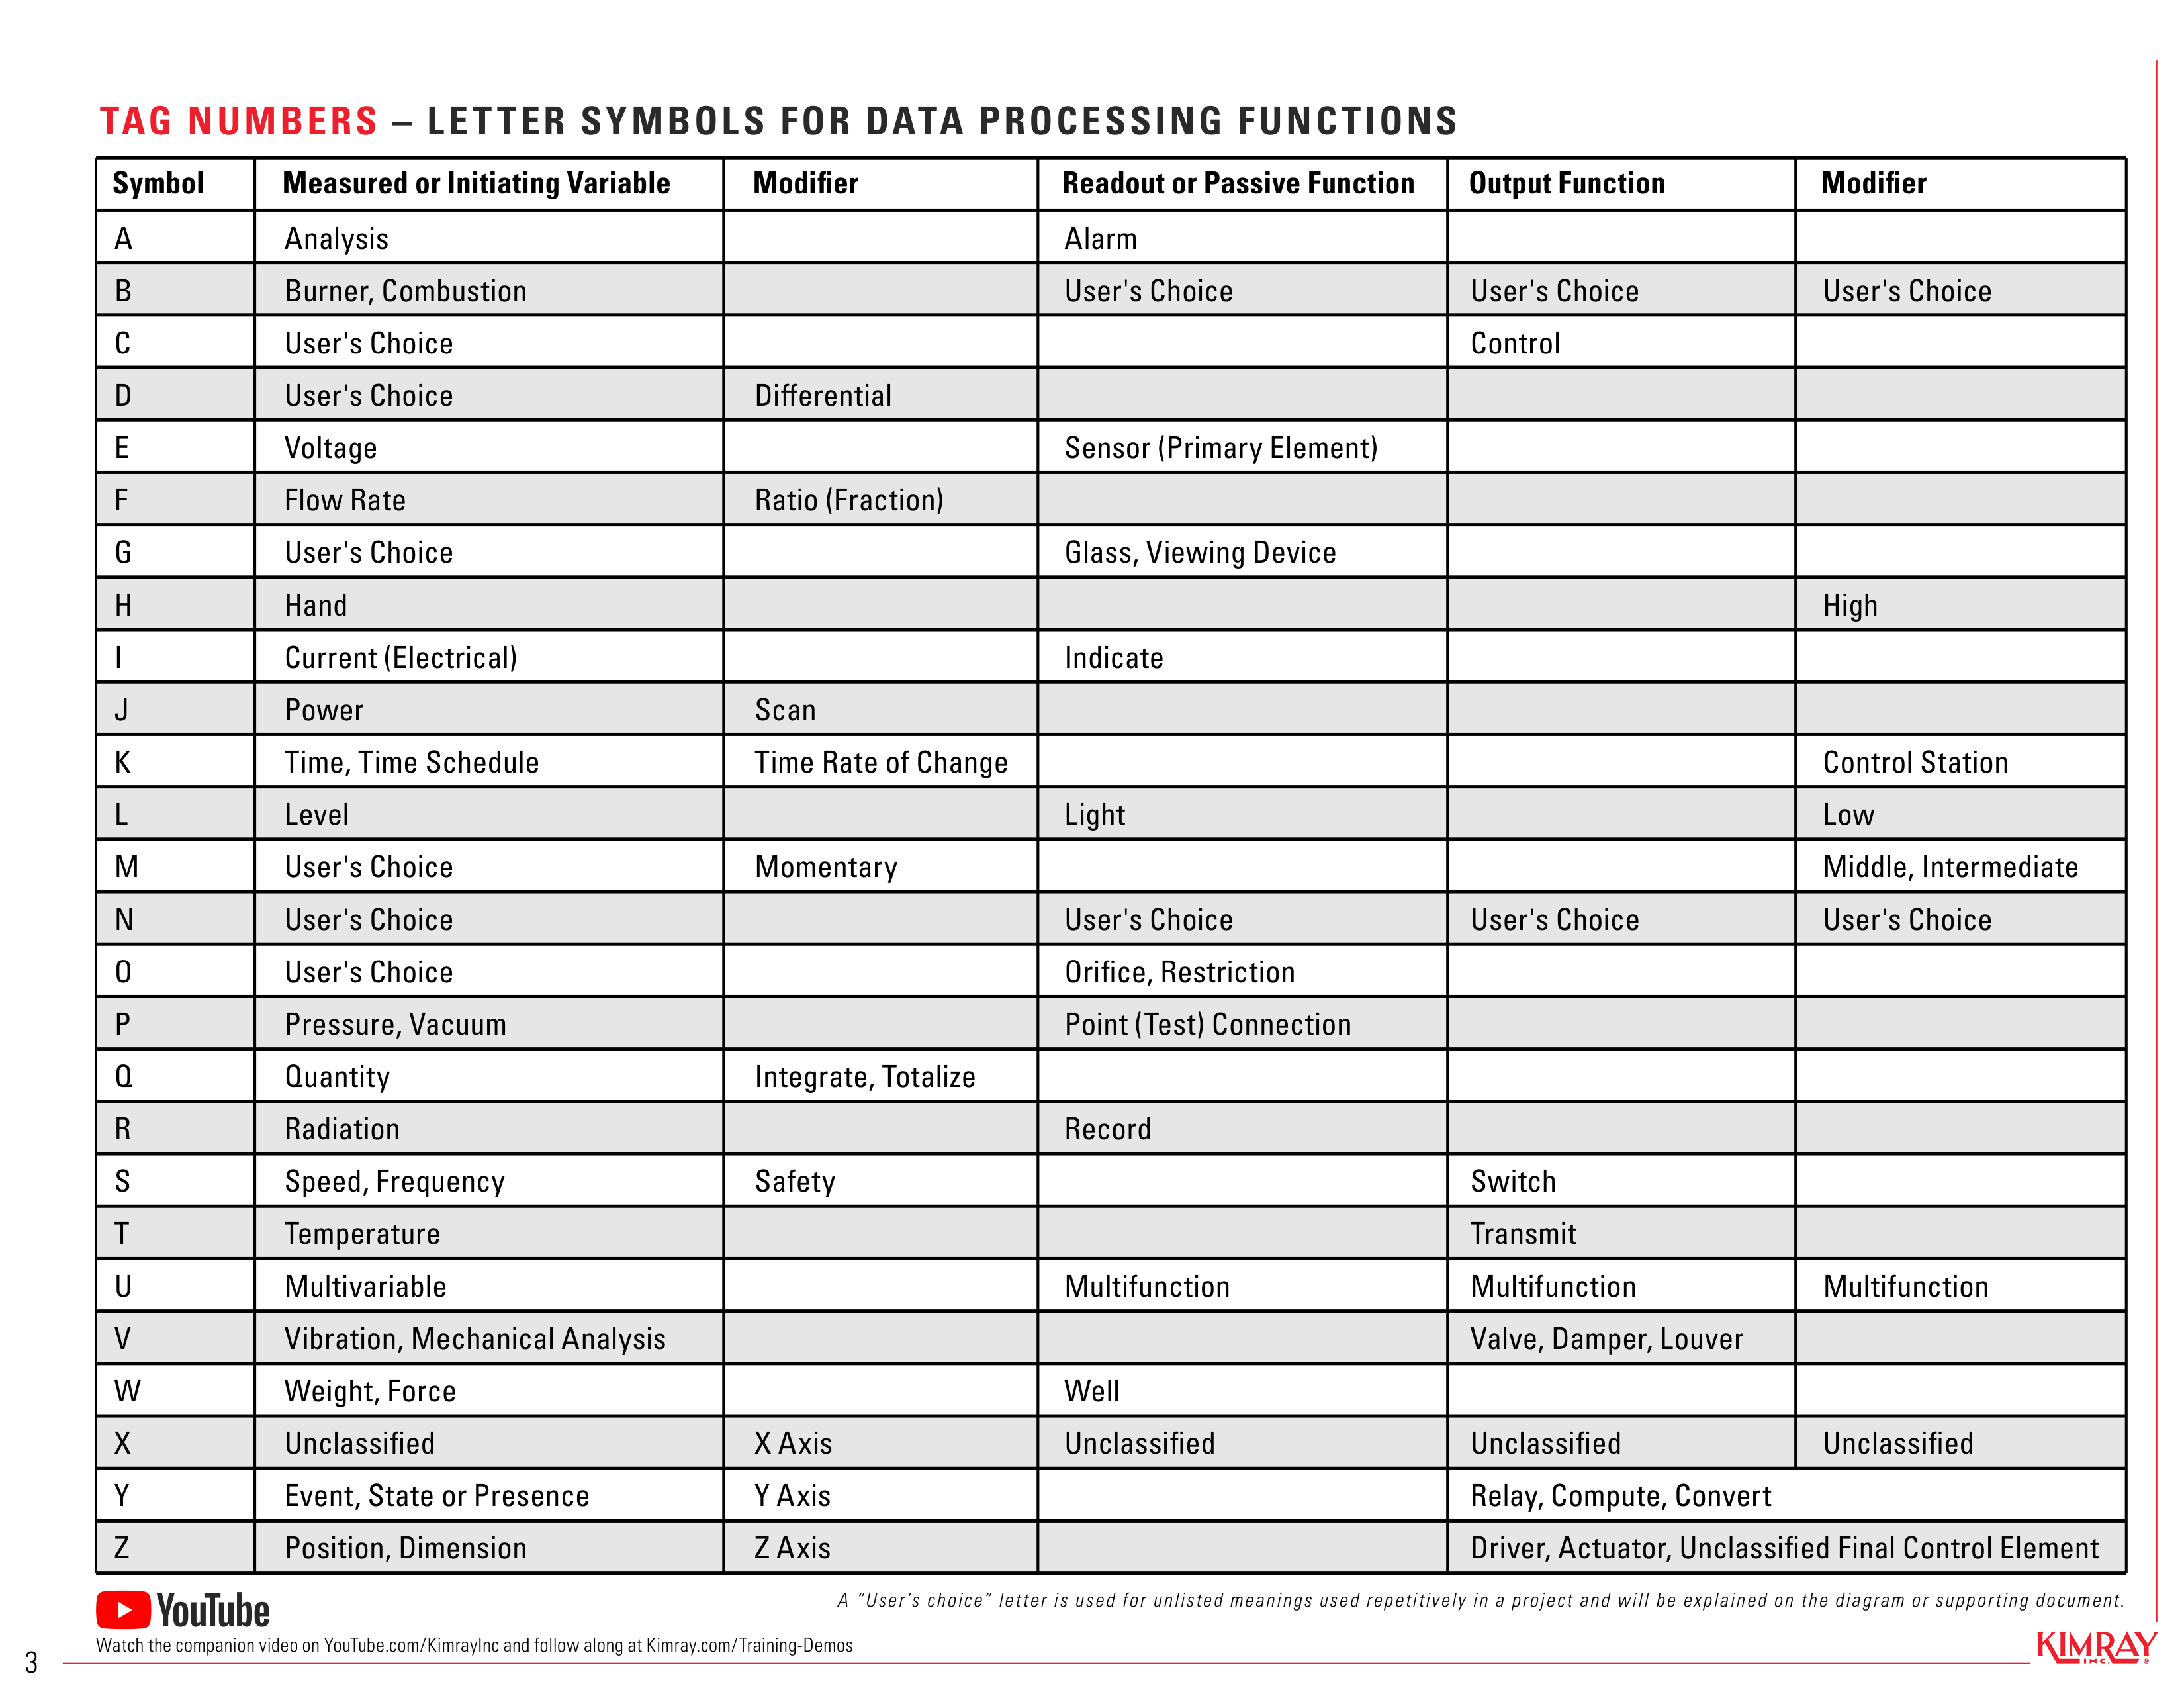 TAG NUMBERS – LETTER SYMBOLS FOR DATA PROCESSING FUNCTIONS
Symbol Measured or Initiating Variable Modifier Readout or Passive Function Output Function Modifier
A Analysis Alarm
B Burner, Combustion User's Choice User's Choice User's Choice
C User's Choice Control
D User's Choice Differential
E Voltage Sensor (Primary Element)
F Flow Rate Ratio (Fraction)
G User's Choice Glass, Viewing Device
H Hand High
I Current (Electrical) Indicate
J Power Scan
K Time, Time Schedule Time Rate of Change Control Station
L Level Light Low
M User's Choice Momentary Middle, Intermediate
N User's Choice User's Choice User's Choice User's Choice
O User's Choice Orifice, Restriction
P Pressure, Vacuum Point (Test) Connection
Q Quantity Integrate, Totalize
R Radiation Record
S Speed, Frequency Safety Switch
T Temperature Transmit
U Multivariable Multifunction Multifunction Multifunction
V Vibration, Mechanical Analysis Valve, Damper, Louver
W Weight, Force Well
X Unclassified X Axis Unclassified Unclassified Unclassified
Y Event, State or Presence Y Axis Relay, Compute, Convert
Z Position, Dimension Z Axis Driver, Actuator, Unclassified Final Control Element
A “User’s choice” letter is used for unlisted meanings used repetitively in a project and will be explained on the diagram or supporting document.
YouTube
Watch the companion video on YouTube.com/KimrayInc and follow along at Kimray.com/Training-Demos
3
KIMRAY
INC.®